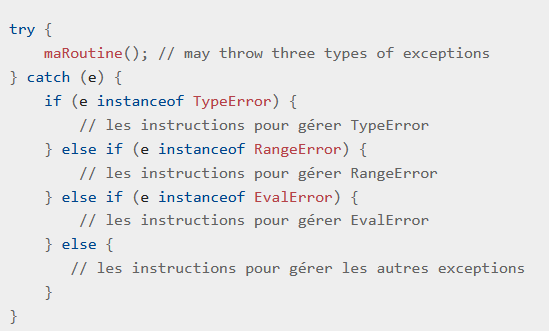 try {
    maRoutine(); // may throw three types of exceptions
} catch (e) {
    if (e instanceof TypeError) {
        // les instructions pour gérer TypeError
    } else if (e instanceof RangeError) {
        // les instructions pour gérer RangeError
    } else if (e instanceof EvalError) {
        // les instructions pour gérer EvalError
    } else {
       // les instructions pour gérer les autres exceptions
    }
}